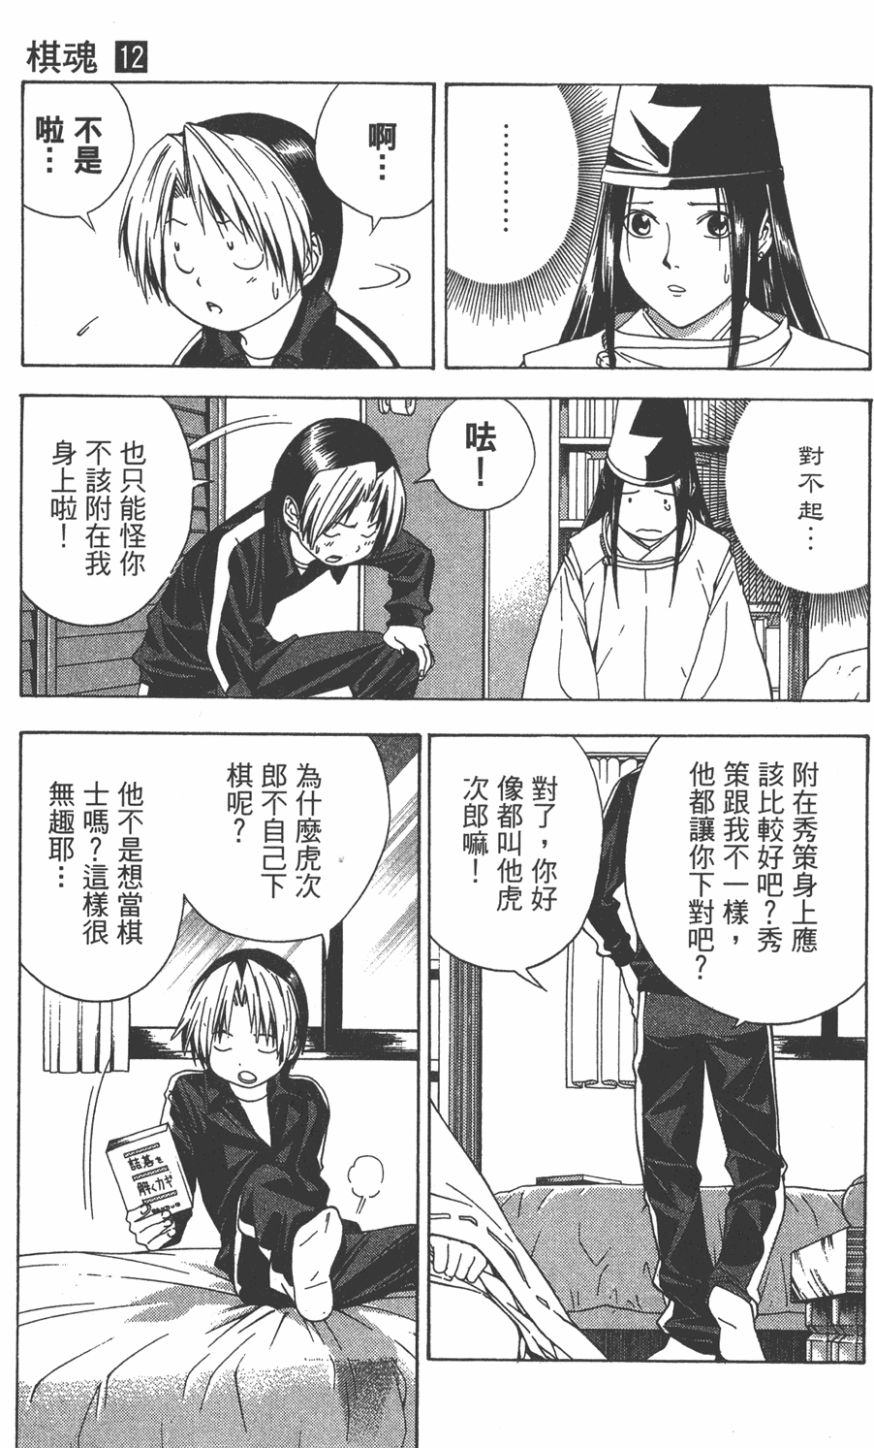 棋魂 12
…………
啊…
不是
啦…
對不起…
呿！
也只能怪你
不該附在我
身上啦！
附在秀策身上應
該比較好吧？秀
策跟我不一樣，
他都讓你下對吧？
對了，你好
像都叫他虎
次郎嘛！
為什麼虎次
郎不自己下
棋呢？
他不是想當棋
士嗎？這樣很
無趣耶…
詰碁を
解くカギ